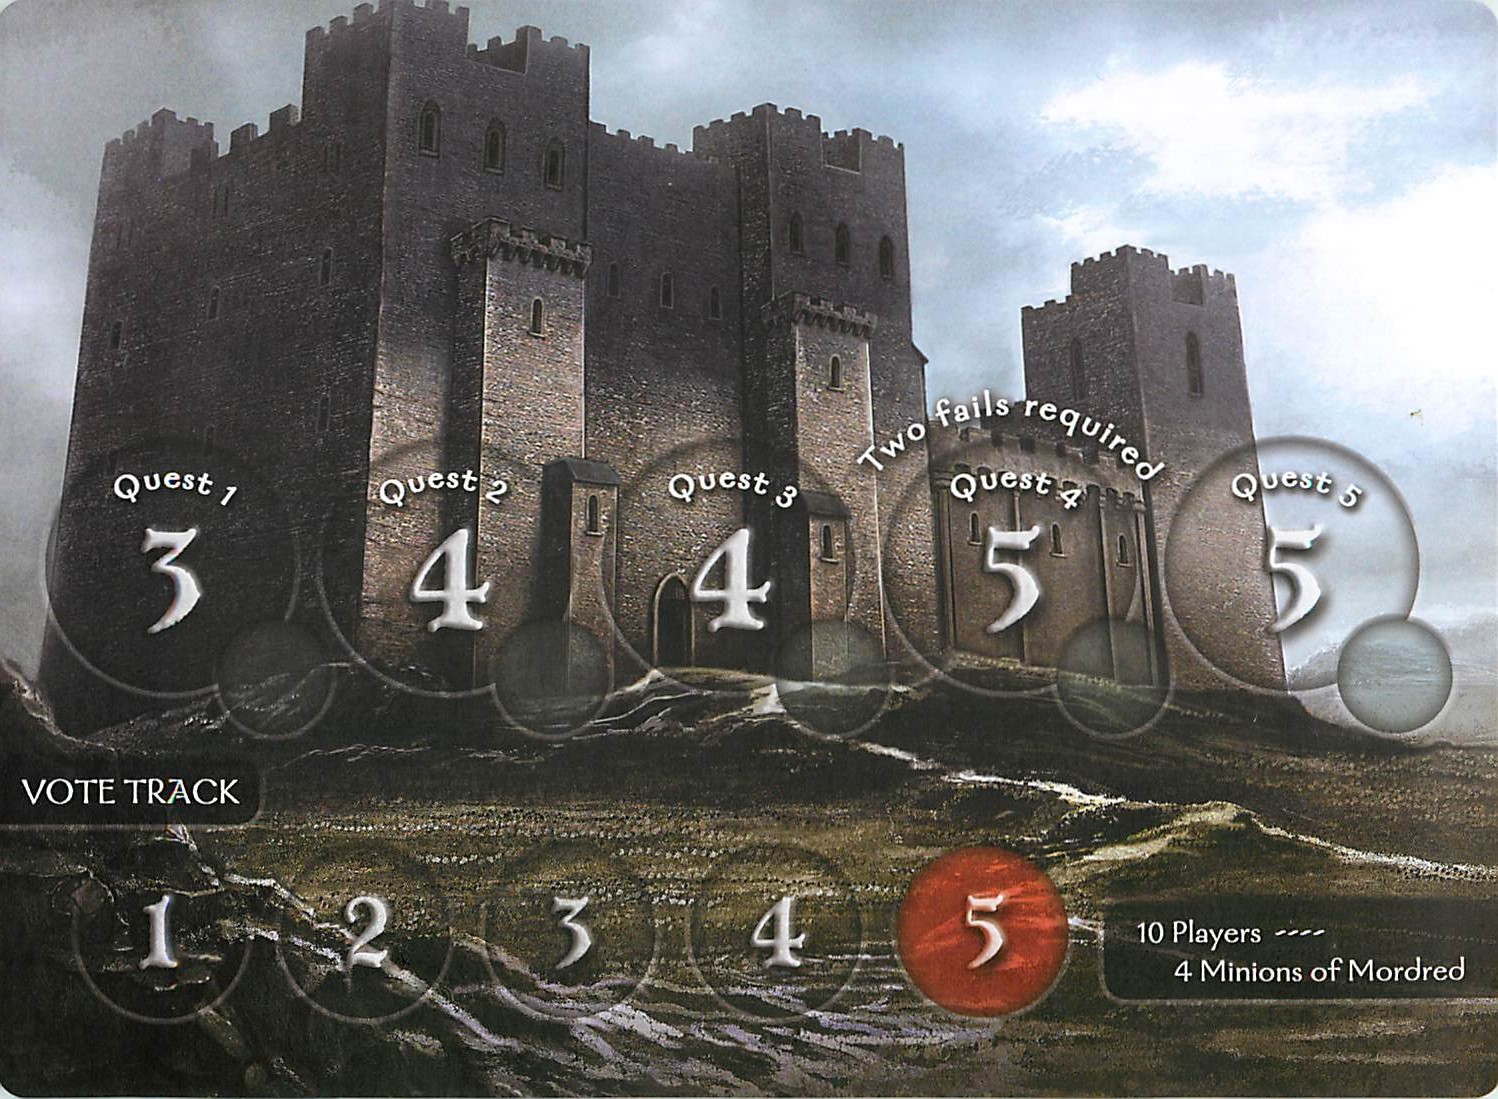 Two fails required
Quest 1 Quest 2 Quest 3 Quest 4 Quest 5
3 4 4 5 5
VOTE TRACK
1 2 3 4 5
10 Players ----
4 Minions of Mordred